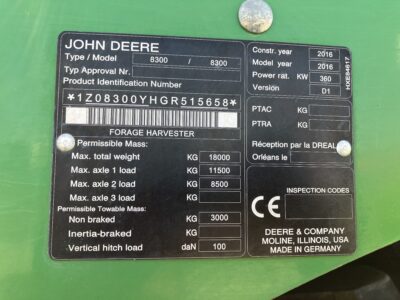 JOHN DEERE
Type / Model 8300 / 8300
Typ Approval Nr.
Product Identification Number
*1Z08300YHGR515658*
FORAGE HARVESTER
Permissible Mass:
Max. total weight KG 18000
Max. axle 1 load KG 11500
Max. axle 2 load KG 8500
Max. axle 3 load KG
Permissible Towable Mass:
Non braked KG 3000
Inertia-braked KG
Vertical hitch load daN 100
Constr. year 2016
Model year 2016
Power rat. KW 360
Version D1
HXE84617
PTAC KG
PTRA KG
Réception par la DREAL
Orléans le
INSPECTION CODES
CE
DEERE & COMPANY
MOLINE, ILLINOIS, USA
MADE IN GERMANY